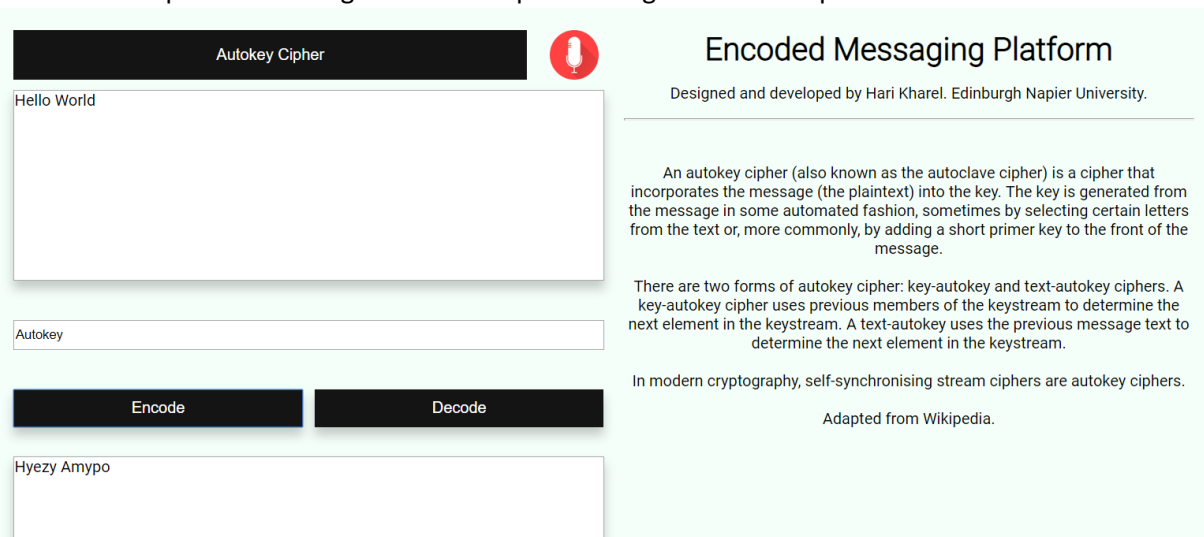 Autokey Cipher
Hello World
Autokey
Encode
Decode
Hyezy Amypo
Encoded Messaging Platform
Designed and developed by Hari Kharel. Edinburgh Napier University.
An autokey cipher (also known as the autoclave cipher) is a cipher that
incorporates the message (the plaintext) into the key. The key is generated from
the message in some automated fashion, sometimes by selecting certain letters
from the text or, more commonly, by adding a short primer key to the front of the
message.
There are two forms of autokey cipher: key-autokey and text-autokey ciphers. A
key-autokey cipher uses previous members of the keystream to determine the
next element in the keystream. A text-autokey uses the previous message text to
determine the next element in the keystream.
In modern cryptography, self-synchronising stream ciphers are autokey ciphers.
Adapted from Wikipedia.